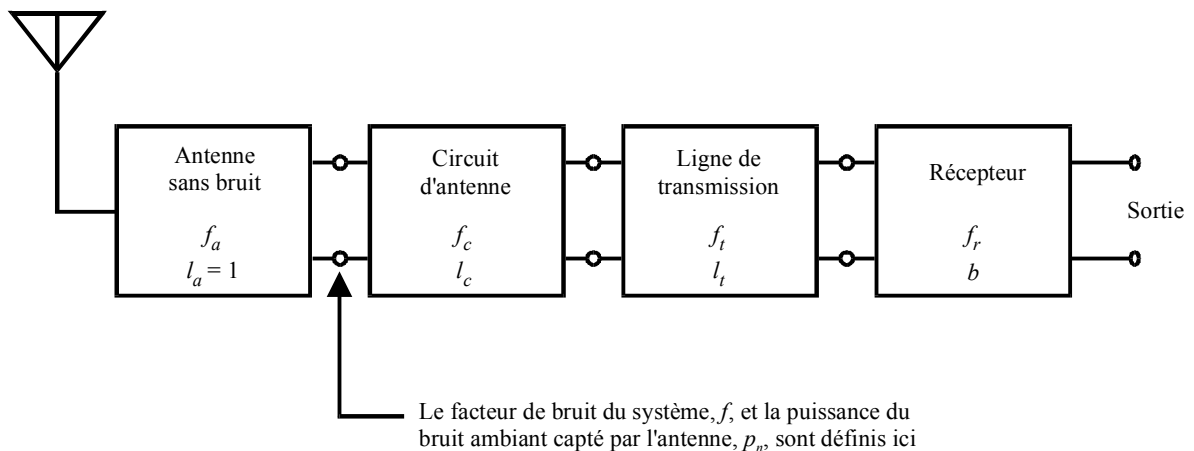 Antenne
sans bruit
f_a
l_a = 1
Circuit
d'antenne
f_c
l_c
Ligne de
transmission
f_t
l_t
Récepteur
f_r
b
Sortie
Le facteur de bruit du système, f, et la puissance du
bruit ambiant capté par l'antenne, p_n, sont définis ici